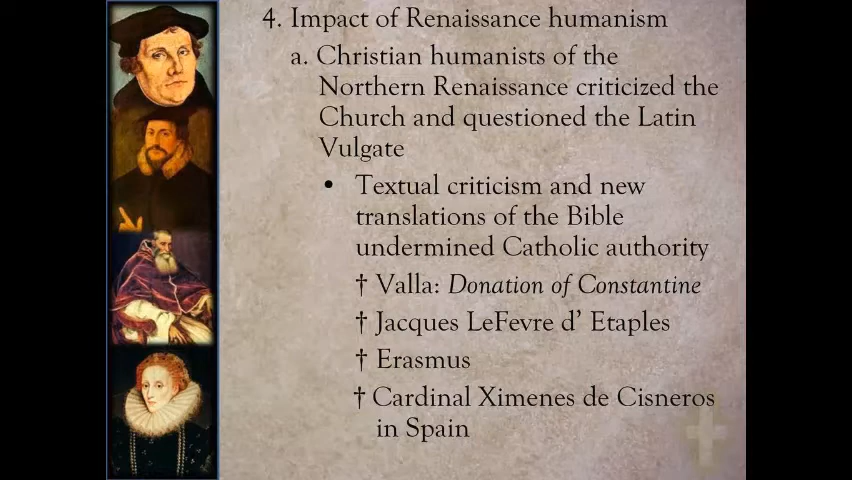 4. Impact of Renaissance humanism
a. Christian humanists of the
Northern Renaissance criticized the
Church and questioned the Latin
Vulgate
• Textual criticism and new
translations of the Bible
undermined Catholic authority
† Valla: Donation of Constantine
† Jacques LeFevre d’ Etaples
† Erasmus
† Cardinal Ximenes de Cisneros
in Spain